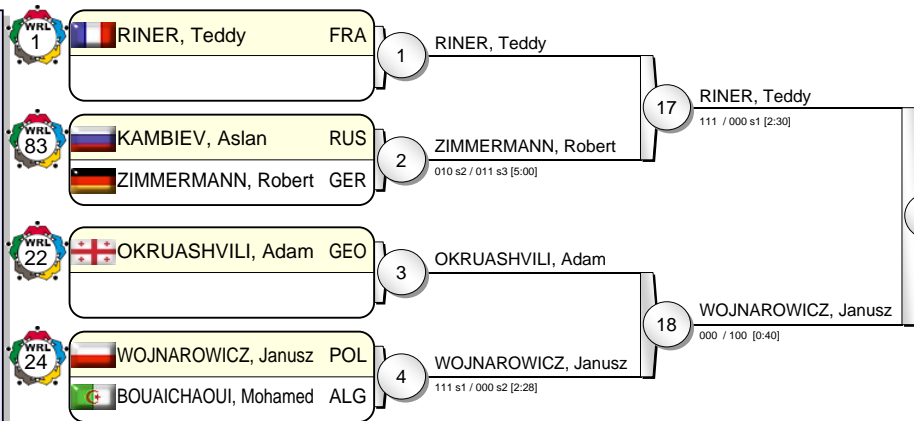 WRL
1
RINER, Teddy FRA
1
RINER, Teddy
WRL
83
KAMBIEV, Aslan RUS
ZIMMERMANN, Robert GER
2
ZIMMERMANN, Robert
010 s2 / 011 s3 [5:00]
17
RINER, Teddy
111 / 000 s1 [2:30]
WRL
22
OKRUASHVILI, Adam GEO
3
OKRUASHVILI, Adam
WRL
24
WOJNAROWICZ, Janusz POL
BOUAICHAOUI, Mohamed ALG
4
WOJNAROWICZ, Janusz
111 s1 / 000 s2 [2:28]
18
WOJNAROWICZ, Janusz
000 / 100 [0:40]